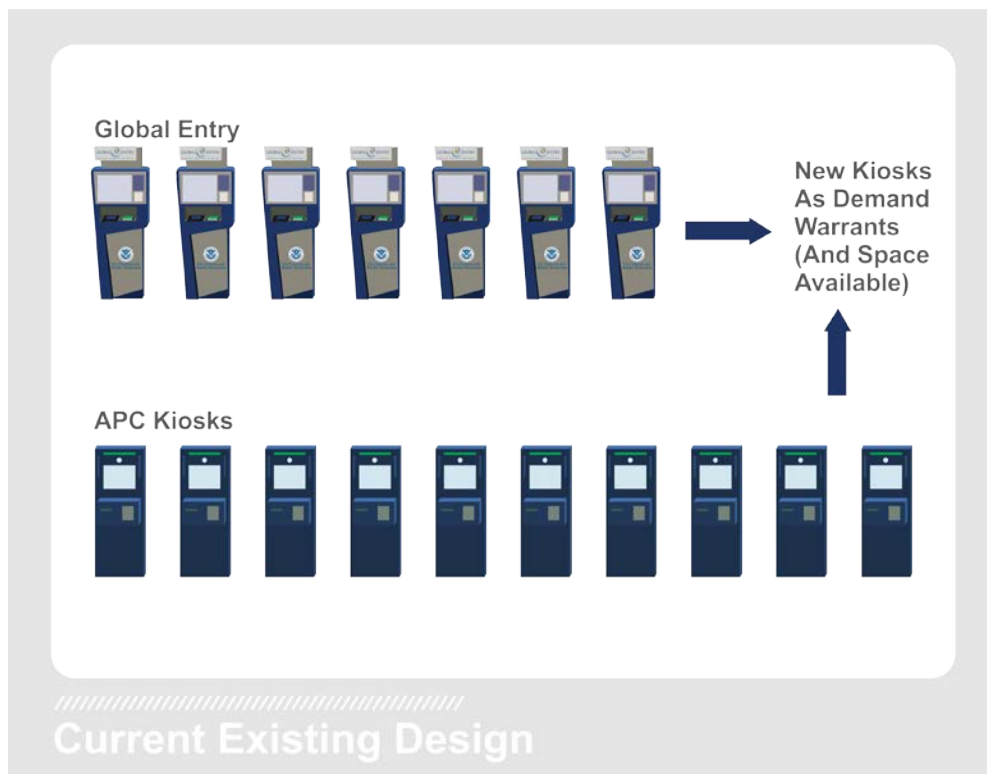 Global Entry
New Kiosks
As Demand
Warrants
(And Space
Available)
APC Kiosks
Current Existing Design